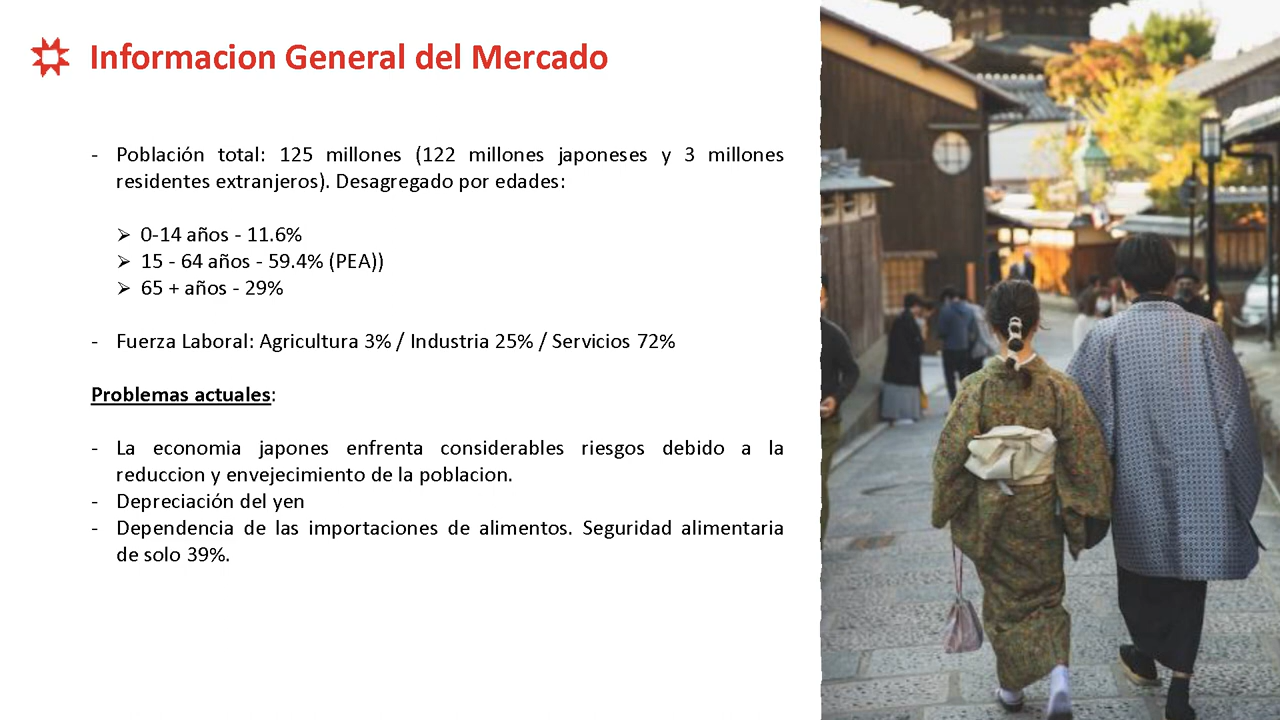 Informacion General del Mercado
- Población total: 125 millones (122 millones japoneses y 3 millones
residentes extranjeros). Desagregado por edades:
➢ 0-14 años - 11.6%
➢ 15 - 64 años - 59.4% (PEA))
➢ 65 + años - 29%
- Fuerza Laboral: Agricultura 3% / Industria 25% / Servicios 72%
Problemas actuales:
- La economia japones enfrenta considerables riesgos debido a la
reduccion y envejecimiento de la poblacion.
- Depreciación del yen
- Dependencia de las importaciones de alimentos. Seguridad alimentaria
de solo 39%.